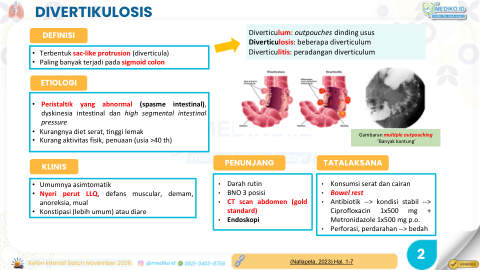 DIVERTIKULOSIS
DEFINISI
• Terbentuk sac-like protrusion (diverticula)
• Paling banyak terjadi pada sigmoid colon
Diverticulum: outpouches dinding usus
Diverticulosis: beberapa diverticulum
Diverticulitis: peradangan diverticulum
ETIOLOGI
• Peristaltik yang abnormal (spasme intestinal),
dyskinesia intestinal dan high segmental intestinal
pressure
• Kurangnya diet serat, tinggi lemak
• Kurang aktivitas fisik, penuaan (usia >40 th)
Gambaran multiple outpouching
"Banyak kantung"
KLINIS
• Umumnya asimtomatik
• Nyeri perut LLQ, defans muscular, demam,
anoreksia, mual
• Konstipasi (lebih umum) atau diare
PENUNJANG
• Darah rutin
• BNO 3 posisi
• CT scan abdomen (gold
standard)
• Endoskopi
TATALAKSANA
• Konsumsi serat dan cairan
• Bowel rest
• Antibiotik --> kondisi stabil -->
Ciprofloxacin 1x500 mg +
Metronidazole 1x500 mg p.o.
• Perforasi, perdarahan --> bedah
(Nallapeta, 2023) Hal. 1-7
2